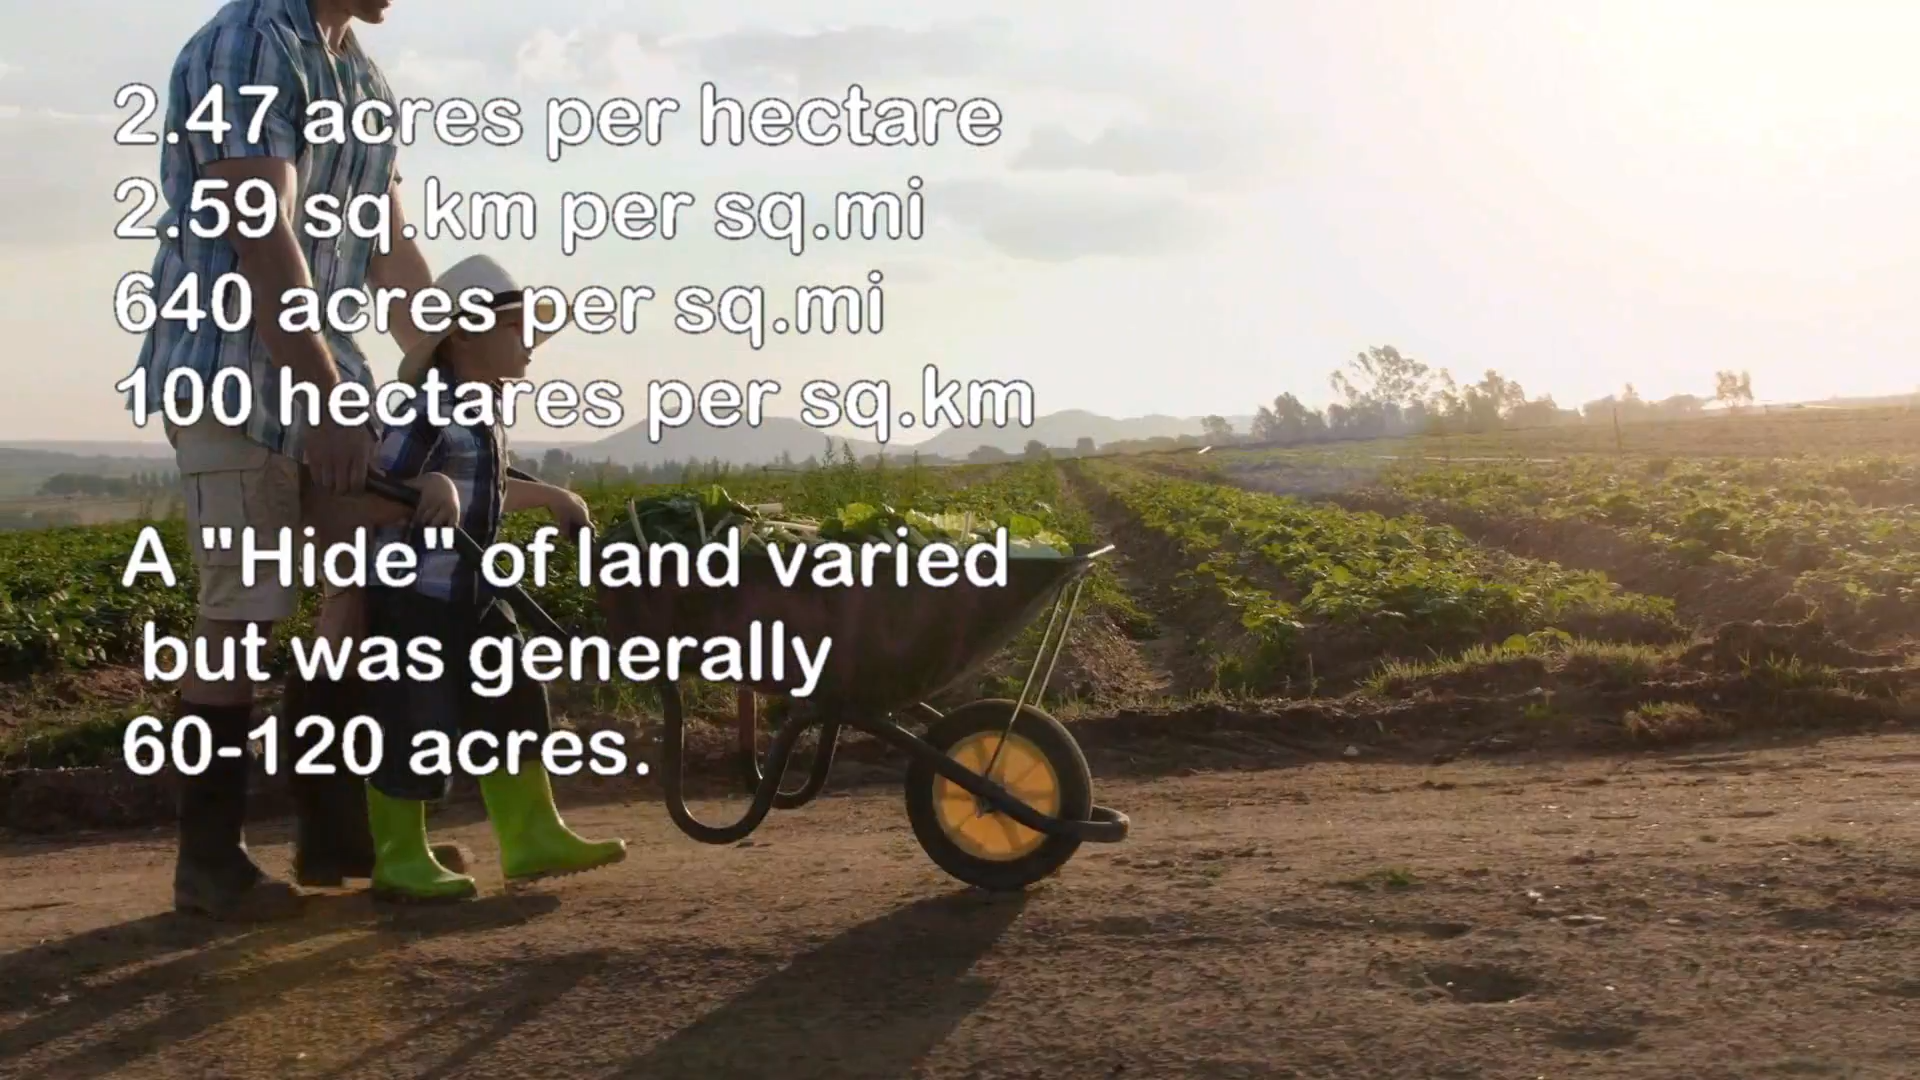 2.47 acres per hectare
2.59 sq.km per sq.mi
640 acres per sq.mi
100 hectares per sq.km
A "Hide" of land varied
but was generally
60-120 acres.